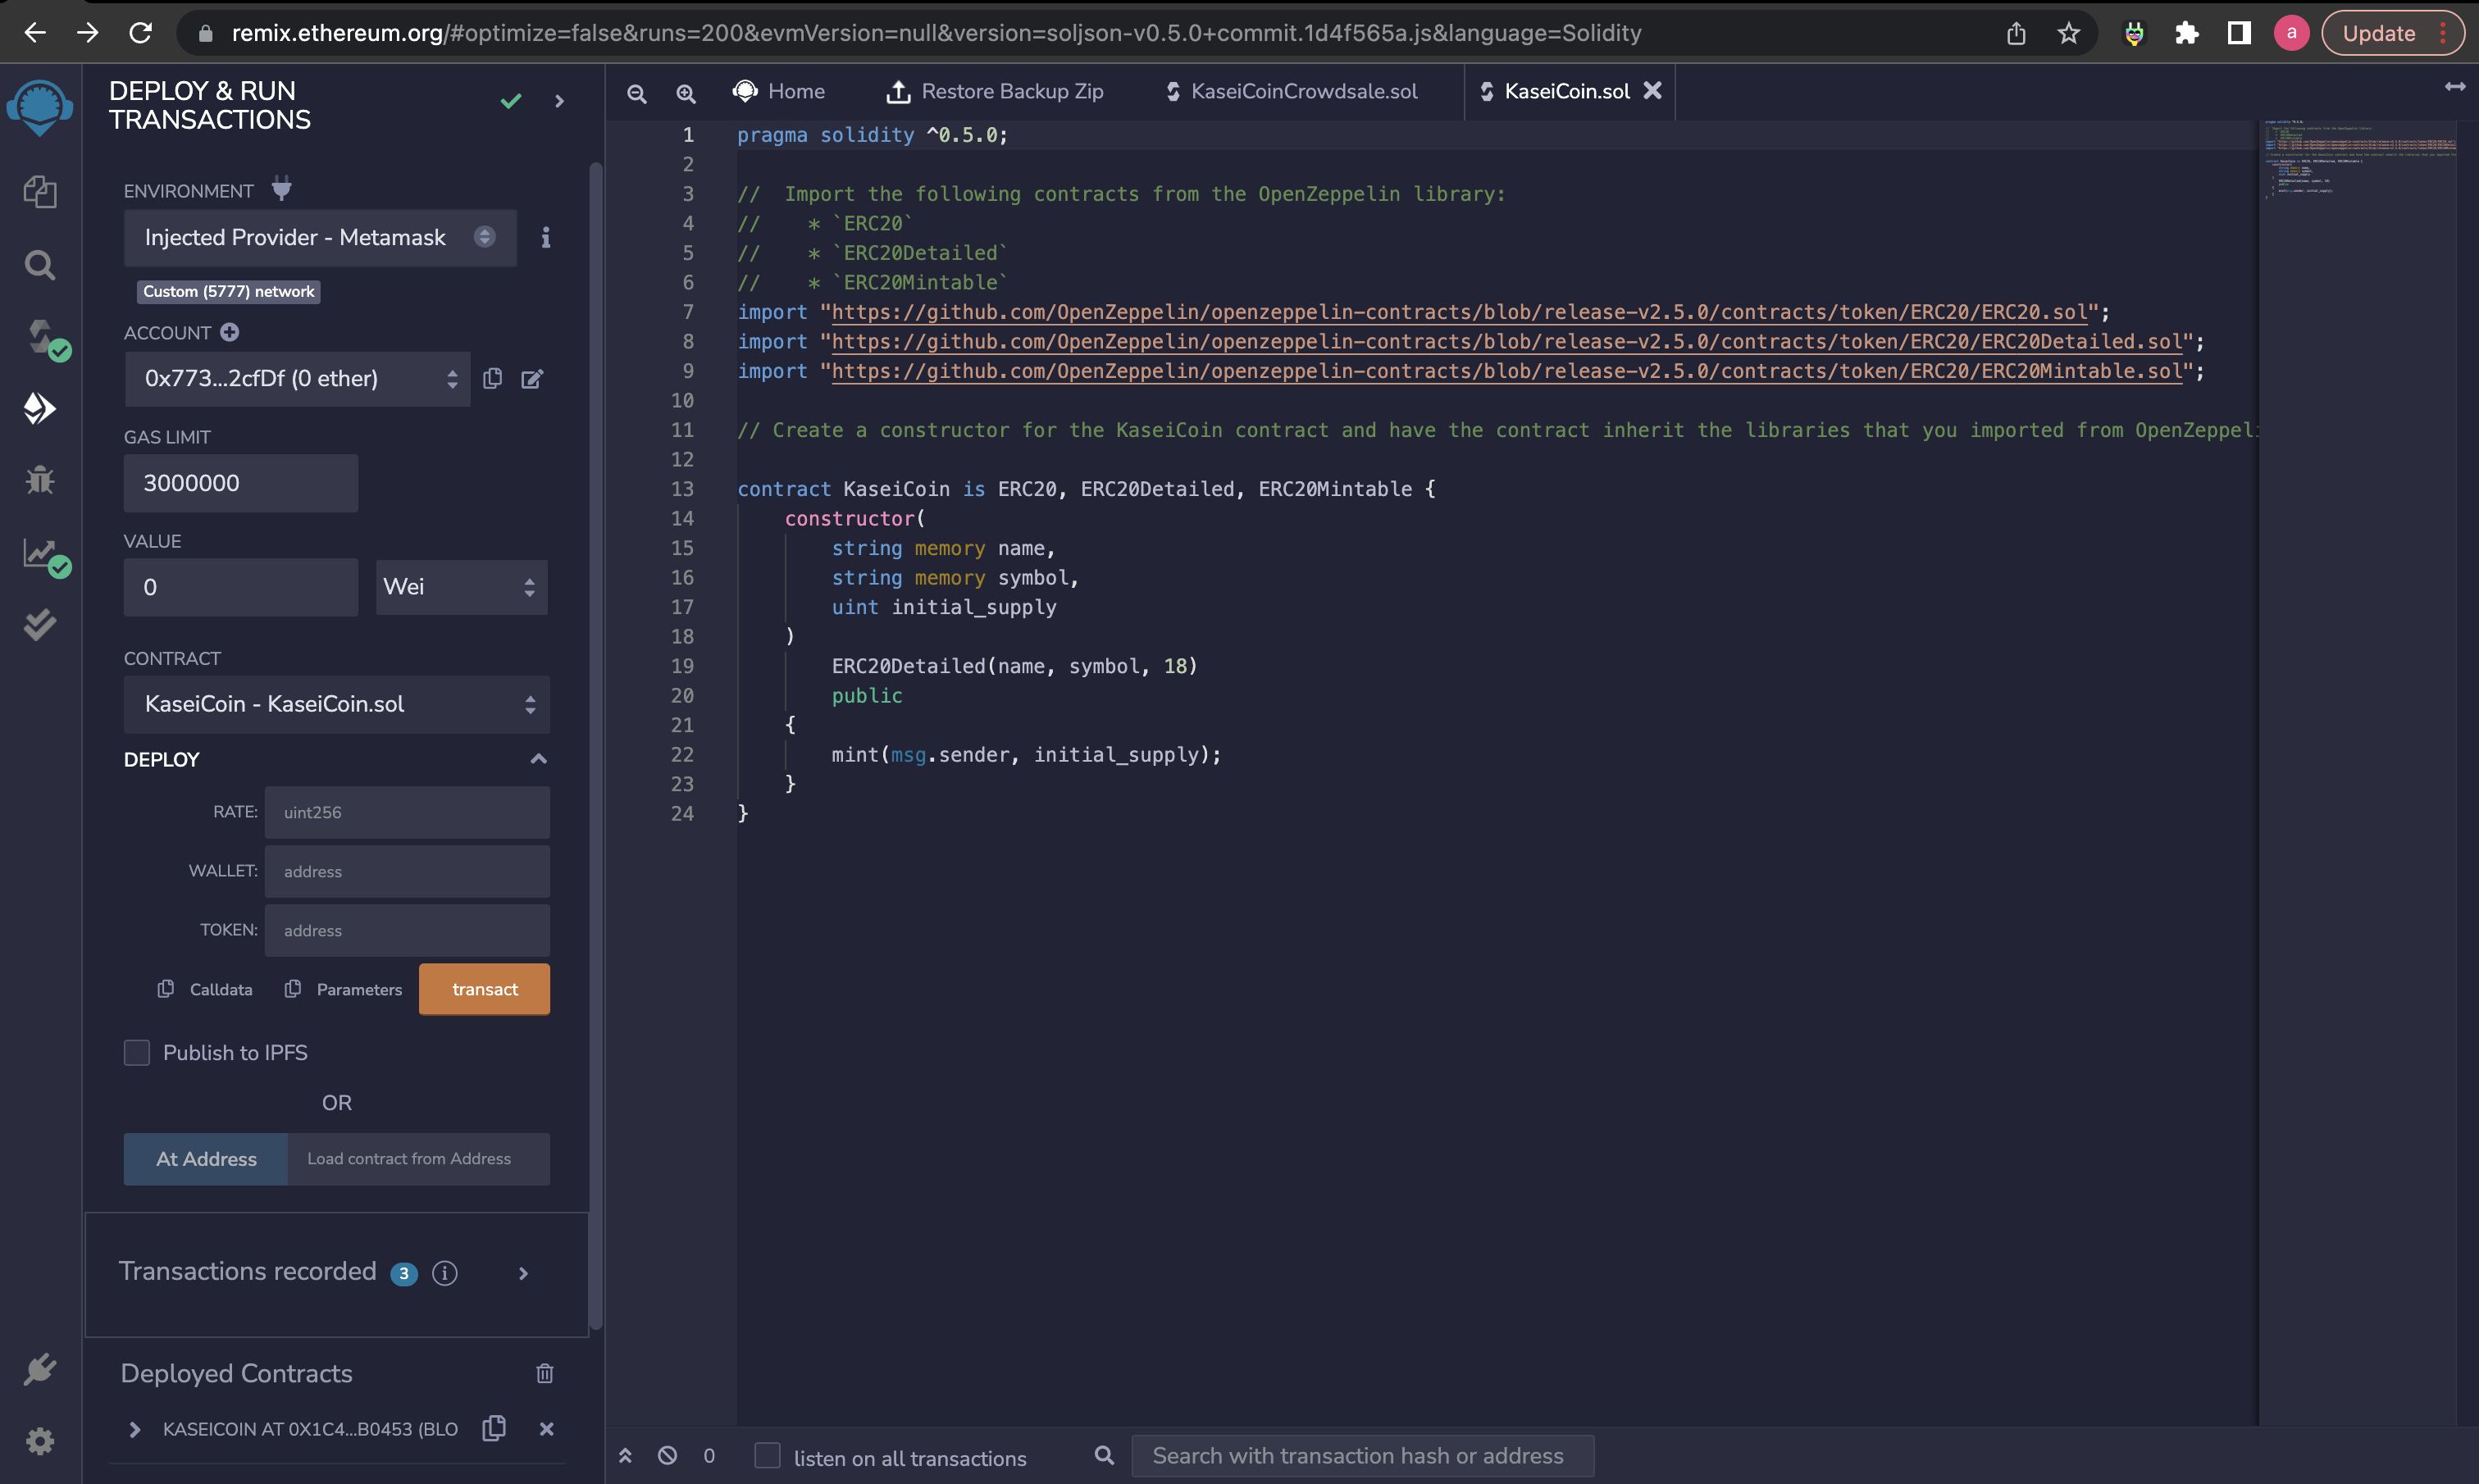 remix.ethereum.org/#optimize=false&runs=200&evmVersion=null&version=soljson-v0.5.0+commit.1d4f565a.js&language=Solidity
a
Update
DEPLOY & RUN
TRANSACTIONS
ENVIRONMENT
Injected Provider - Metamask
Custom (5777) network
ACCOUNT
0x773...2cfDf (0 ether)
GAS LIMIT
3000000
VALUE
0
Wei
CONTRACT
KaseiCoin - KaseiCoin.sol
DEPLOY
RATE: uint256
WALLET: address
TOKEN: address
Calldata Parameters transact
Publish to IPFS
OR
At Address Load contract from Address
Transactions recorded 3 i
Deployed Contracts
KASEICOIN AT 0X1C4...B0453 (BLO
Home Restore Backup Zip KaseiCoinCrowdsale.sol KaseiCoin.sol
1 pragma solidity ^0.5.0;
2
3 //  Import the following contracts from the OpenZeppelin library:
4 //    * `ERC20`
5 //    * `ERC20Detailed`
6 //    * `ERC20Mintable`
7 import "https://github.com/OpenZeppelin/openzeppelin-contracts/blob/release-v2.5.0/contracts/token/ERC20/ERC20.sol";
8 import "https://github.com/OpenZeppelin/openzeppelin-contracts/blob/release-v2.5.0/contracts/token/ERC20/ERC20Detailed.sol";
9 import "https://github.com/OpenZeppelin/openzeppelin-contracts/blob/release-v2.5.0/contracts/token/ERC20/ERC20Mintable.sol";
10
11 // Create a constructor for the KaseiCoin contract and have the contract inherit the libraries that you imported from OpenZeppeli
12
13 contract KaseiCoin is ERC20, ERC20Detailed, ERC20Mintable {
14     constructor(
15         string memory name,
16         string memory symbol,
17         uint initial_supply
18     )
19         ERC20Detailed(name, symbol, 18)
20         public
21     {
22         mint(msg.sender, initial_supply);
23     }
24 }
0 listen on all transactions Search with transaction hash or address